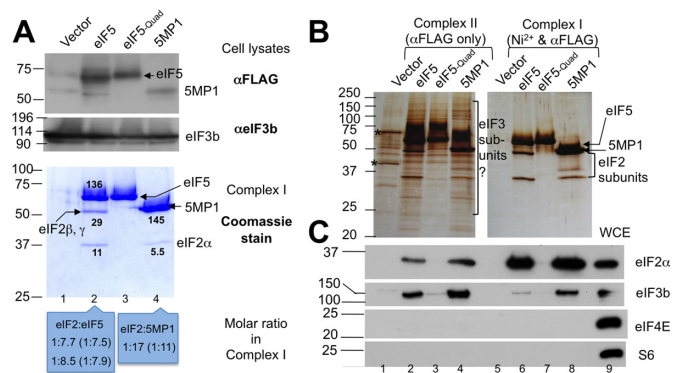 A
Vector
eIF5
eIF5-Quad
5MP1
Cell lysates
75
50
eIF5
5MP1
αFLAG
196
114
90
eIF3b
αeIF3b
100
75
50
37
25
136
29
11
145
5.5
eIF5
5MP1
eIF2β, γ
eIF2α
Complex I
Coomassie
stain
1 2 3 4
eIF2:eIF5
1:7.7 (1:7.5)
1:8.5 (1:7.9)
eIF2:5MP1
1:17 (1:11)
Molar ratio
in
Complex I
B
Complex II
(αFLAG only)
Complex I
(Ni2+ & αFLAG)
Vector
eIF5
eIF5-Quad
5MP1
Vector
eIF5
eIF5-Quad
5MP1
250
150
100
75
50
37
25
20
*
*
eIF3
sub-
units
?
eIF5
5MP1
eIF2
subunits
C
WCE
37
eIF2α
150
100
eIF3b
25
20
eIF4E
25
S6
1 2 3 4 5 6 7 8 9